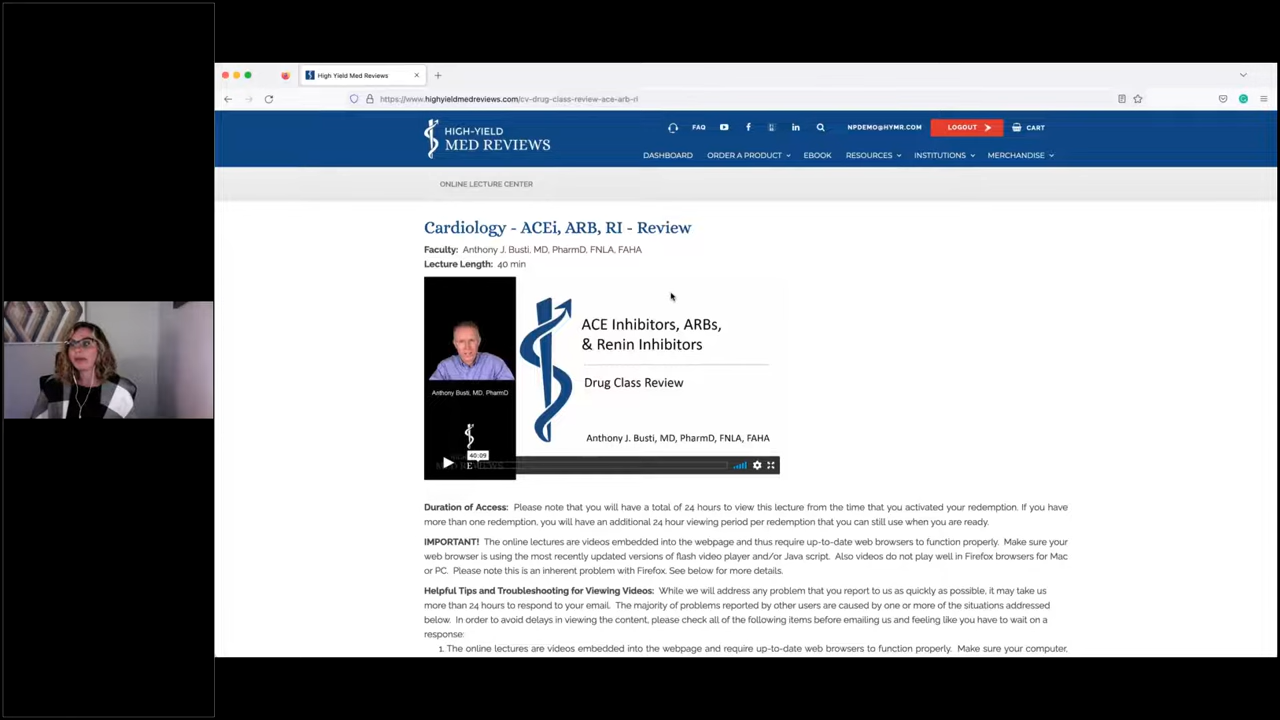 High Yield Med Reviews
https://www.highyieldmedreviews.com/cv-drug-class-review-ace-arb-ri
HIGH-YIELD
MED REVIEWS
FAQ
NPDEMO@HYMR.COM
LOGOUT
CART
DASHBOARD ORDER A PRODUCT EBOOK RESOURCES INSTITUTIONS MERCHANDISE
ONLINE LECTURE CENTER
Cardiology - ACEi, ARB, RI - Review
Faculty: Anthony J. Busti, MD, PharmD, FNLA, FAHA
Lecture Length: 40 min
ACE Inhibitors, ARBs,
& Renin Inhibitors
Drug Class Review
Anthony Busti, MD, PharmD
Anthony J. Busti, MD, PharmD, FNLA, FAHA
40:09
Duration of Access: Please note that you will have a total of 24 hours to view this lecture from the time that you activated your redemption. If you have
more than one redemption, you will have an additional 24 hour viewing period per redemption that you can still use when you are ready.
IMPORTANT! The online lectures are videos embedded into the webpage and thus require up-to-date web browsers to function properly. Make sure your
web browser is using the most recently updated versions of flash video player and/or Java script. Also videos do not play well in Firefox browsers for Mac
or PC. Please note this is an inherent problem with Firefox. See below for more details.
Helpful Tips and Troubleshooting for Viewing Videos: While we will address any problem that you report to us as quickly as possible, it may take us
more than 24 hours to respond to your email. The majority of problems reported by other users are caused by one or more of the situations addressed
below. In order to avoid delays in viewing the content, please check all of the following items before emailing us and feeling like you have to wait on a
response:
1. The online lectures are videos embedded into the webpage and require up-to-date web browsers to function properly. Make sure your computer,